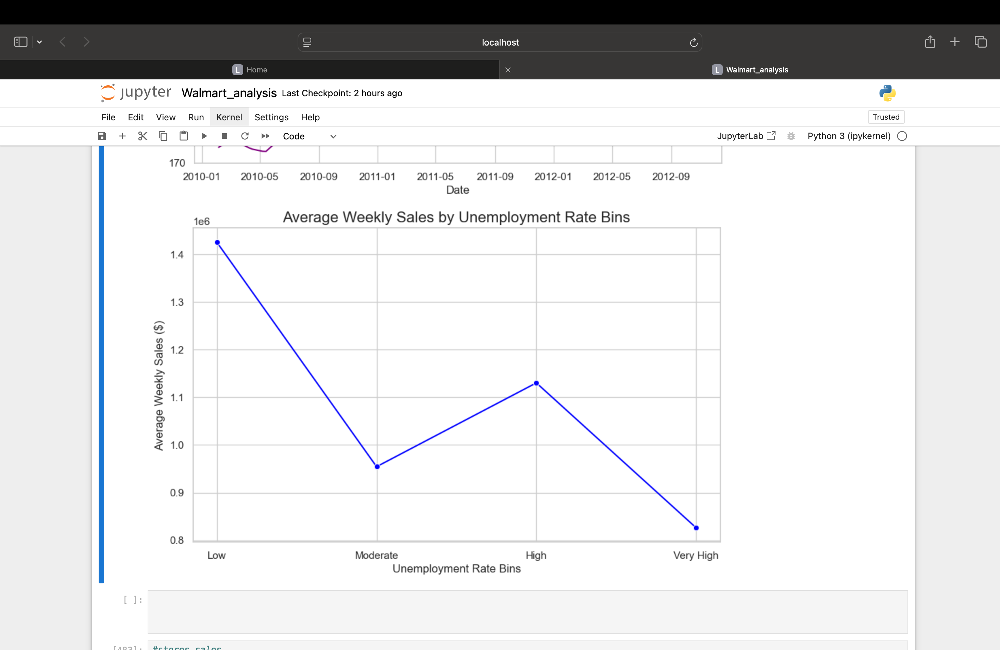 localhost
L Home
L Walmart_analysis
jupyter Walmart_analysis Last Checkpoint: 2 hours ago
File Edit View Run Kernel Settings Help
Trusted
Code
JupyterLab Python 3 (ipykernel)
170
2010-01 2010-05 2010-09 2011-01 2011-05 2011-09 2012-01 2012-05 2012-09
Date
Average Weekly Sales by Unemployment Rate Bins
1e6
1.4
1.3
1.2
1.1
1.0
0.9
0.8
Average Weekly Sales ($)
Low Moderate High Very High
Unemployment Rate Bins
[ ]:
[483]: #stores sales